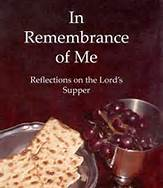 In
Remembrance
of Me
Reflections on the Lord's
Supper